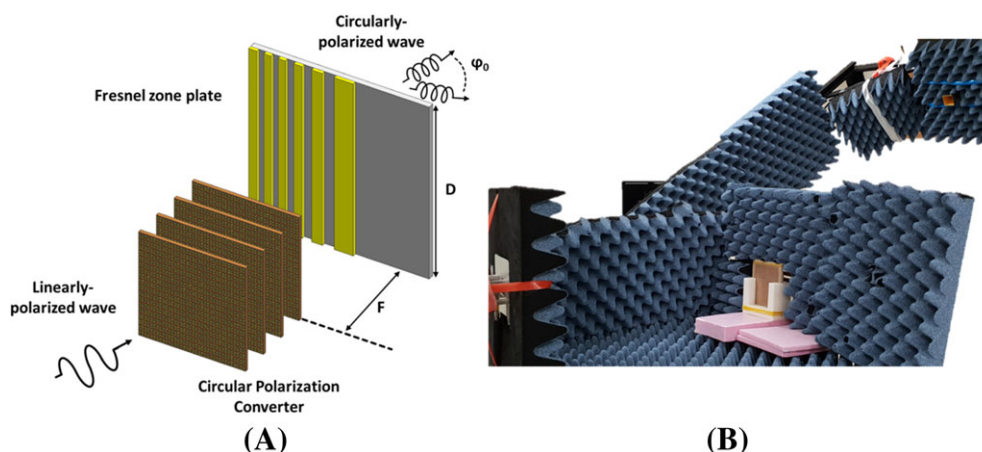 Circularly-
polarized wave
φ₀
Fresnel zone plate
D
Linearly-
polarized wave
F
Circular Polarization
Converter
(A)
(B)